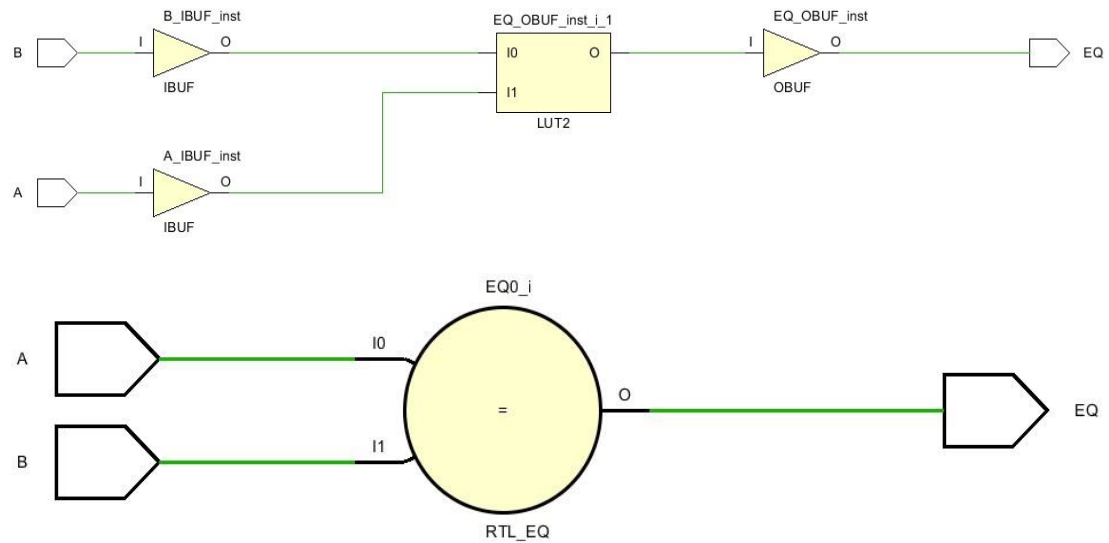 B_IBUF_inst
EQ_OBUF_inst_i_1
EQ_OBUF_inst
B
I
O
I0
O
I
O
EQ
IBUF
I1
OBUF
LUT2
A_IBUF_inst
A
I
O
IBUF
EQ0_i
A
I0
=
O
EQ
B
I1
RTL_EQ